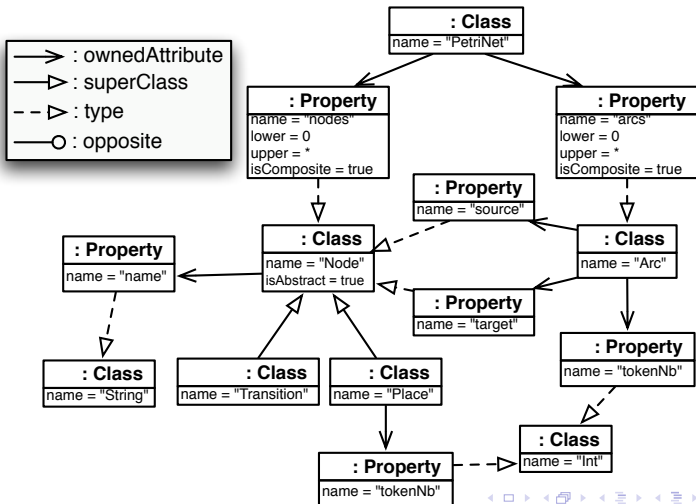 : ownedAttribute
: superClass
: type
: opposite
: Class
name = "PetriNet"
: Property
name = "nodes"
lower = 0
upper = *
isComposite = true
: Property
name = "arcs"
lower = 0
upper = *
isComposite = true
: Property
name = "source"
: Property
name = "name"
: Class
name = "Node"
isAbstract = true
: Class
name = "Arc"
: Property
name = "target"
: Class
name = "String"
: Class
name = "Transition"
: Class
name = "Place"
: Property
name = "tokenNb"
: Class
name = "Int"
: Property
name = "tokenNb"